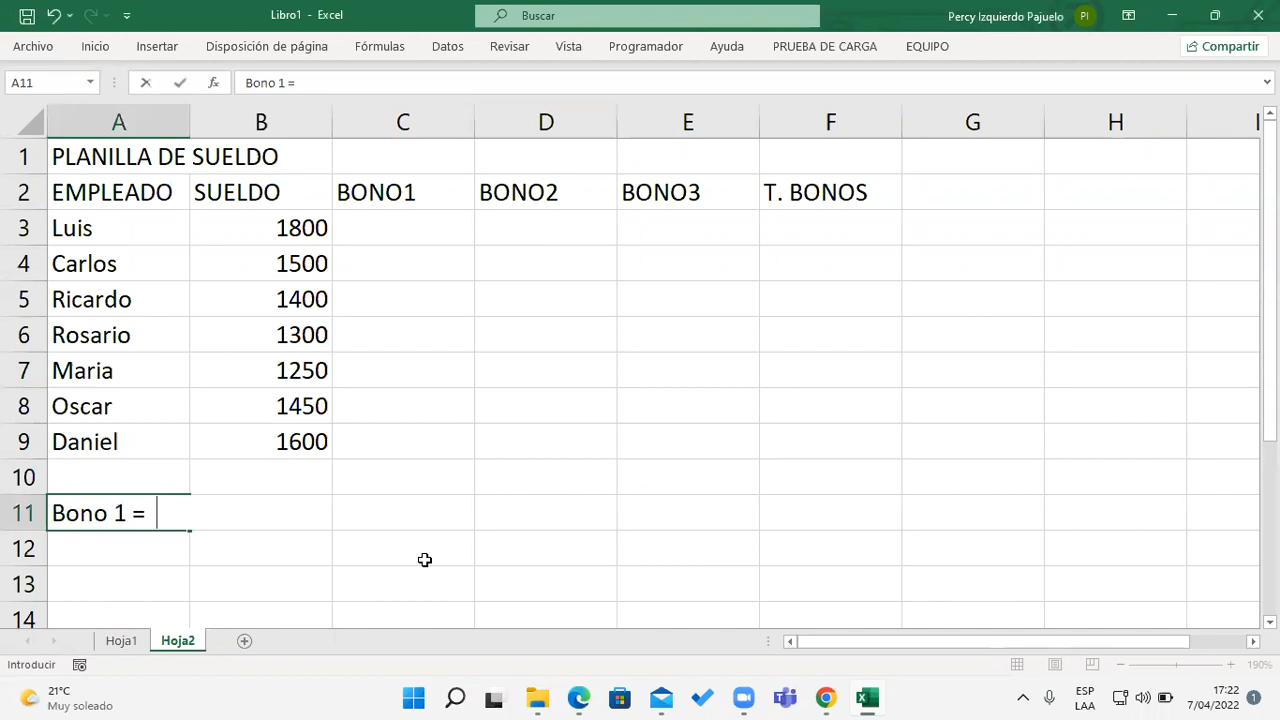 Libro1 - Excel
Buscar
Percy Izquierdo Pajuelo
PI
Archivo Inicio Insertar Disposición de página Fórmulas Datos Revisar Vista Programador Ayuda PRUEBA DE CARGA EQUIPO Compartir
A11 fx Bono 1 =
A B C D E F G H I
1 PLANILLA DE SUELDO
2 EMPLEADO SUELDO BONO1 BONO2 BONO3 T. BONOS
3 Luis 1800
4 Carlos 1500
5 Ricardo 1400
6 Rosario 1300
7 Maria 1250
8 Oscar 1450
9 Daniel 1600
10
11 Bono 1 =
12
13
14
Hoja1 Hoja2
Introducir 190%
21°C
Muy soleado
ESP
LAA
17:22
7/04/2022
1